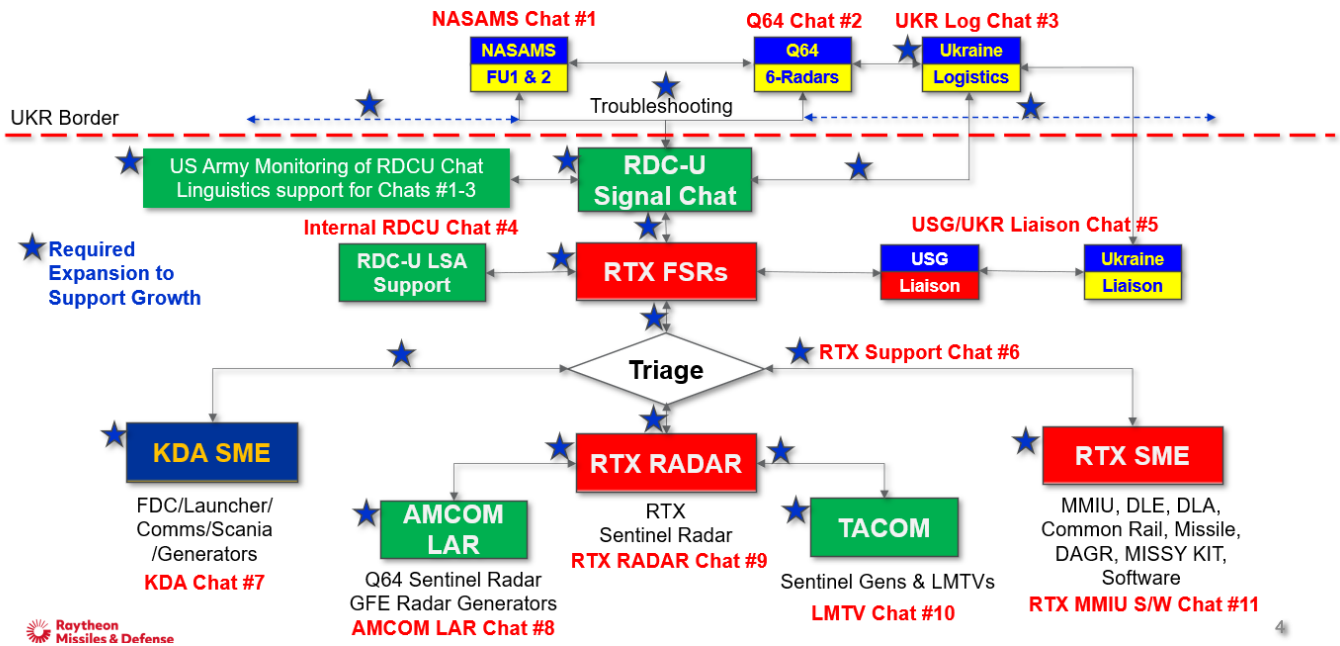 NASAMS Chat #1
Q64 Chat #2
UKR Log Chat #3
NASAMS
FU1 & 2
Q64
6-Radars
Ukraine
Logistics
Troubleshooting
UKR Border
US Army Monitoring of RDCU Chat
Linguistics support for Chats #1-3
RDC-U
Signal Chat
Internal RDCU Chat #4
USG/UKR Liaison Chat #5
Required
Expansion to
Support Growth
RDC-U LSA
Support
RTX FSRs
USG
Liaison
Ukraine
Liaison
Triage
RTX Support Chat #6
KDA SME
FDC/Launcher/
Comms/Scania
/Generators
KDA Chat #7
RTX RADAR
RTX
Sentinel Radar
RTX RADAR Chat #9
RTX SME
MMIU, DLE, DLA,
Common Rail, Missile,
DAGR, MISSY KIT,
Software
RTX MMIU S/W Chat #11
AMCOM
LAR
Q64 Sentinel Radar
GFE Radar Generators
AMCOM LAR Chat #8
TACOM
Sentinel Gens & LMTVs
LMTV Chat #10
Raytheon
Missiles & Defense
4